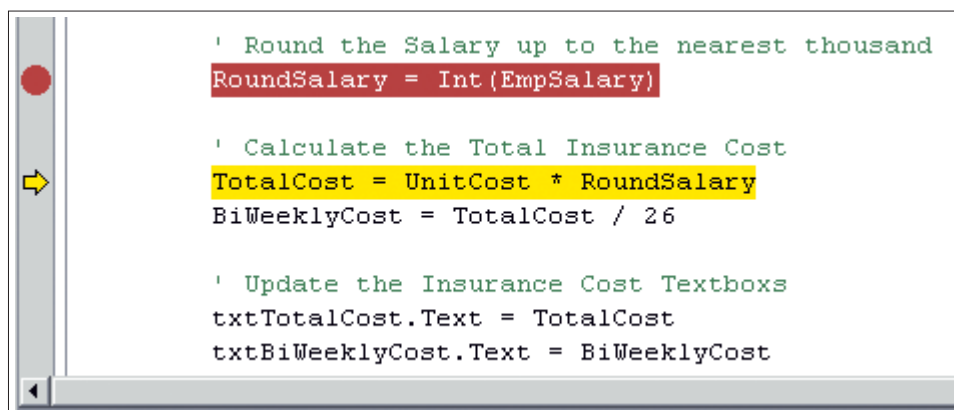 ' Round the Salary up to the nearest thousand
RoundSalary = Int(EmpSalary)
' Calculate the Total Insurance Cost
TotalCost = UnitCost * RoundSalary
BiWeeklyCost = TotalCost / 26
' Update the Insurance Cost Textboxs
txtTotalCost.Text = TotalCost
txtBiWeeklyCost.Text = BiWeeklyCost